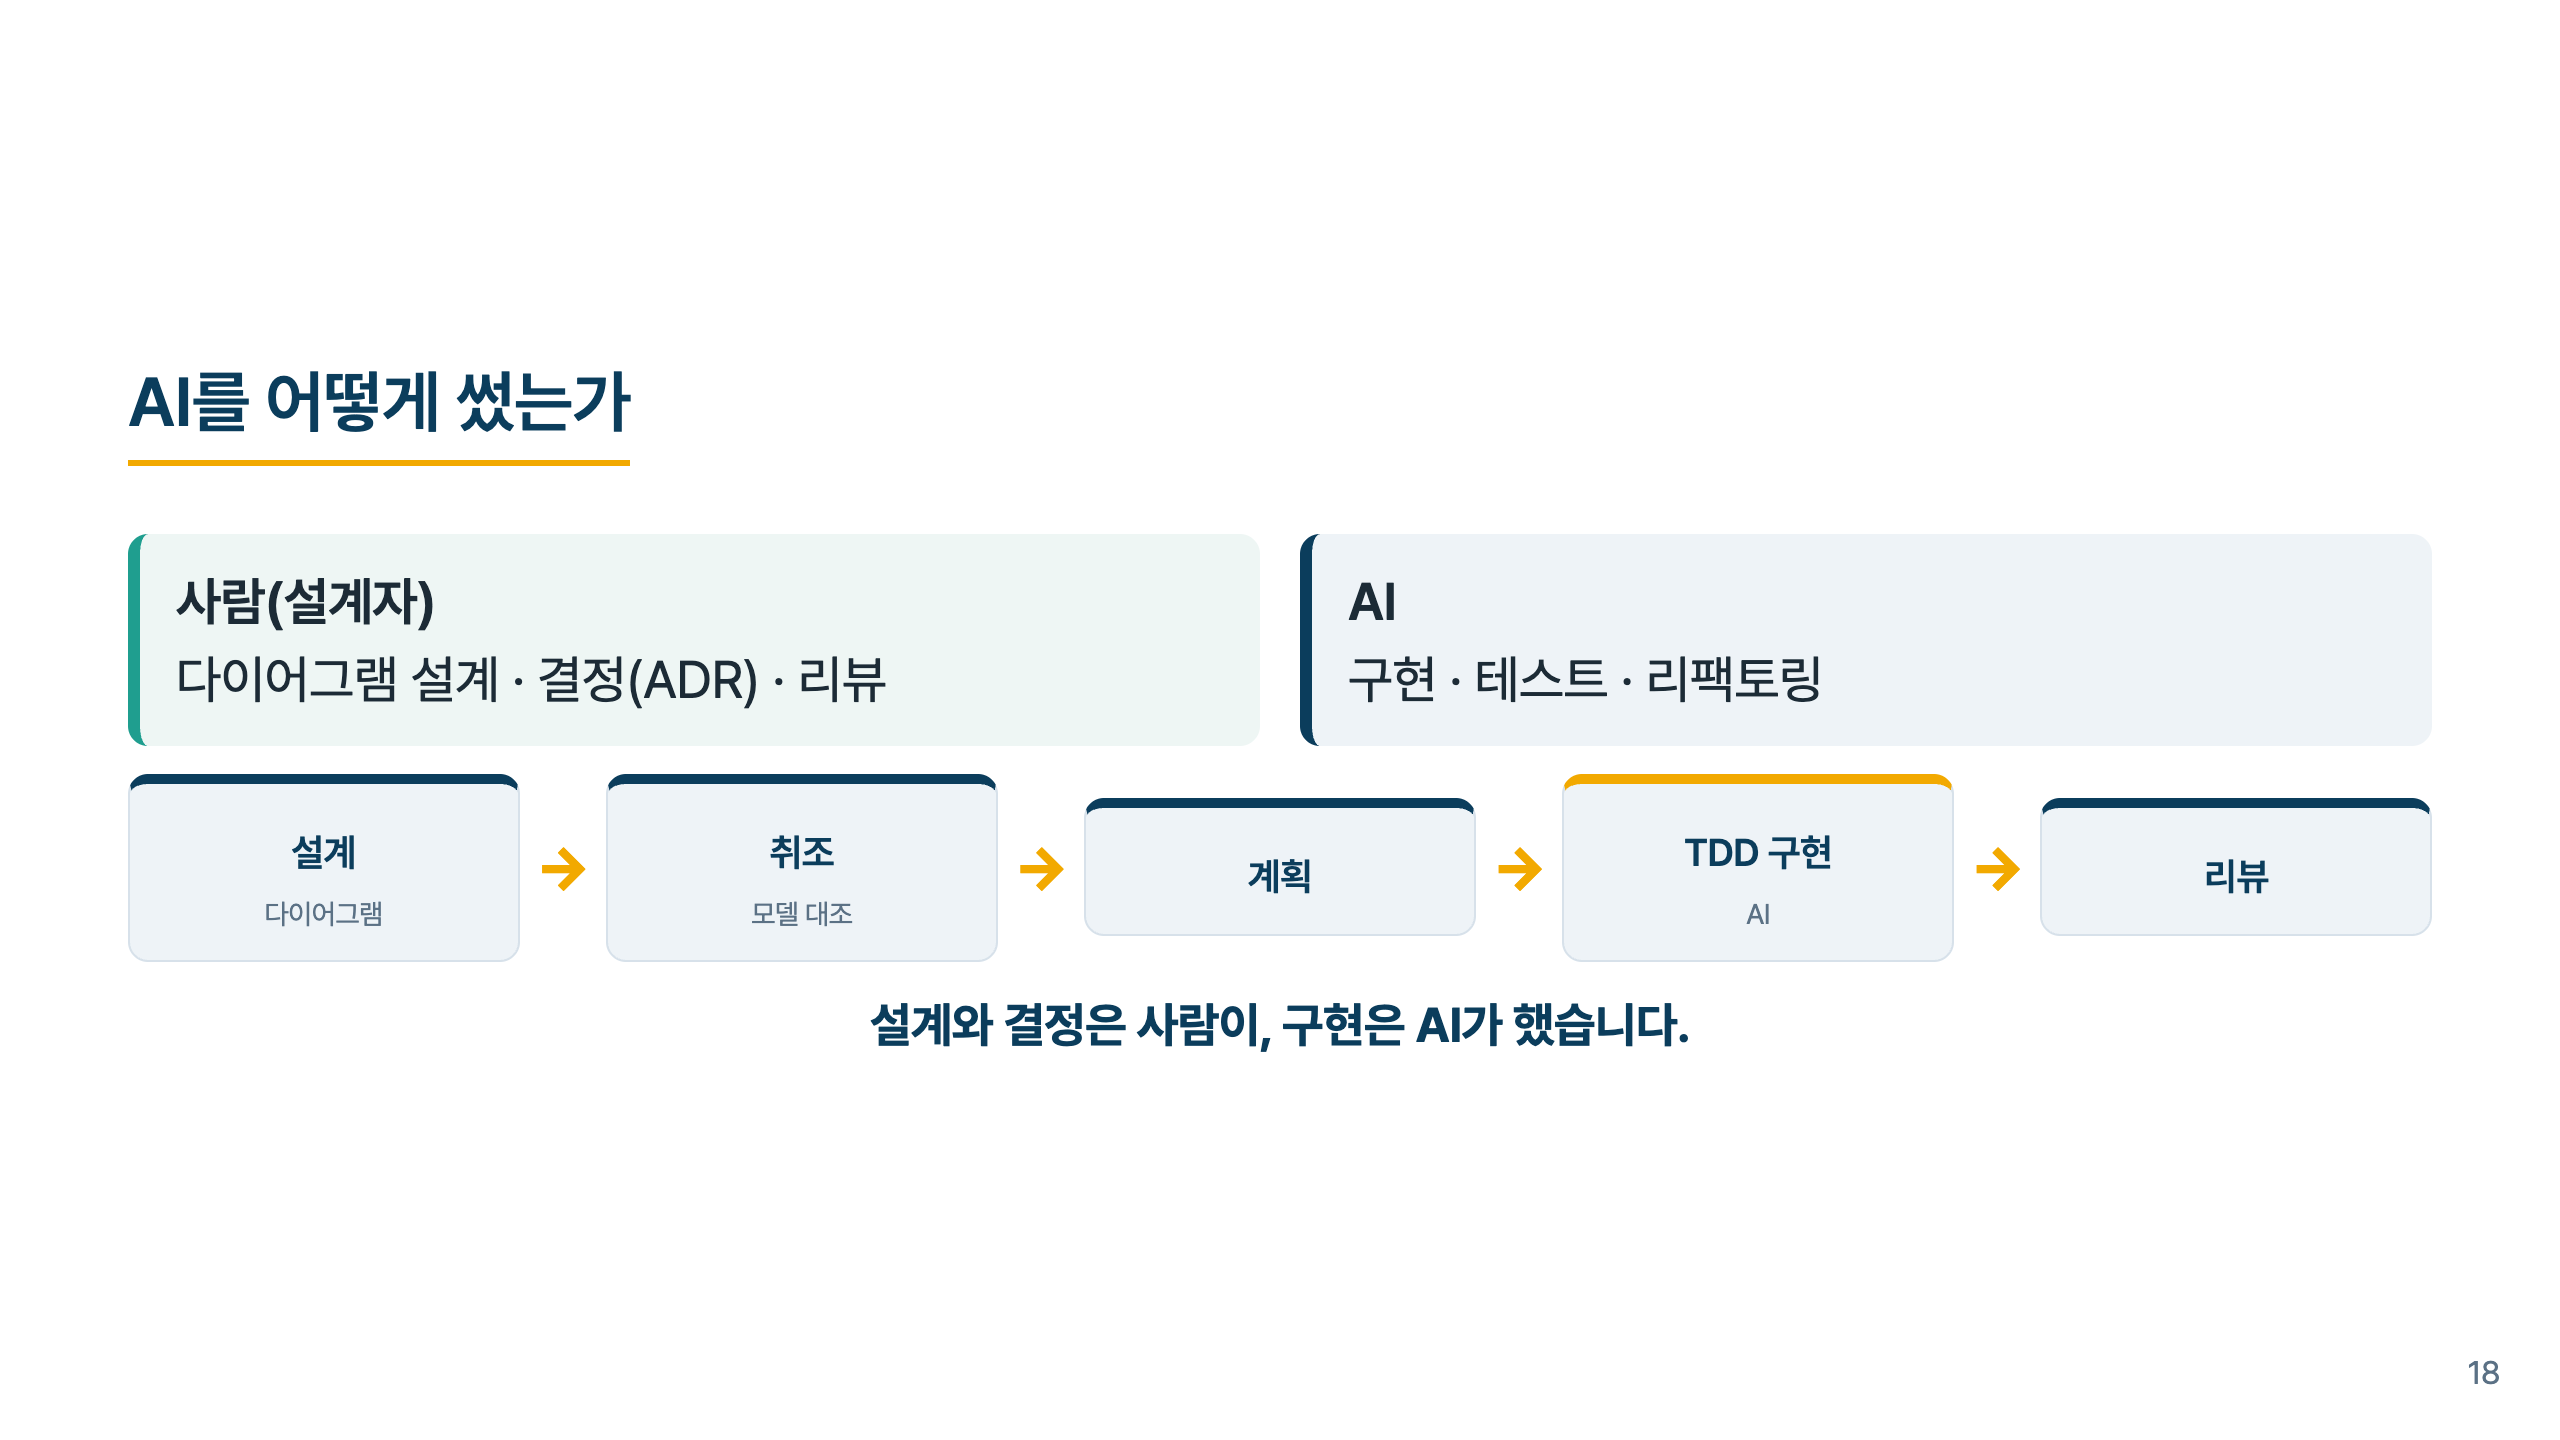 AI를 어떻게 썼는가
사람(설계자)
다이어그램 설계 · 결정(ADR) · 리뷰
AI
구현 · 테스트 · 리팩토링
설계
다이어그램
→
취조
모델 대조
→
계획
→
TDD 구현
AI
→
리뷰
설계와 결정은 사람이, 구현은 AI가 했습니다.
18